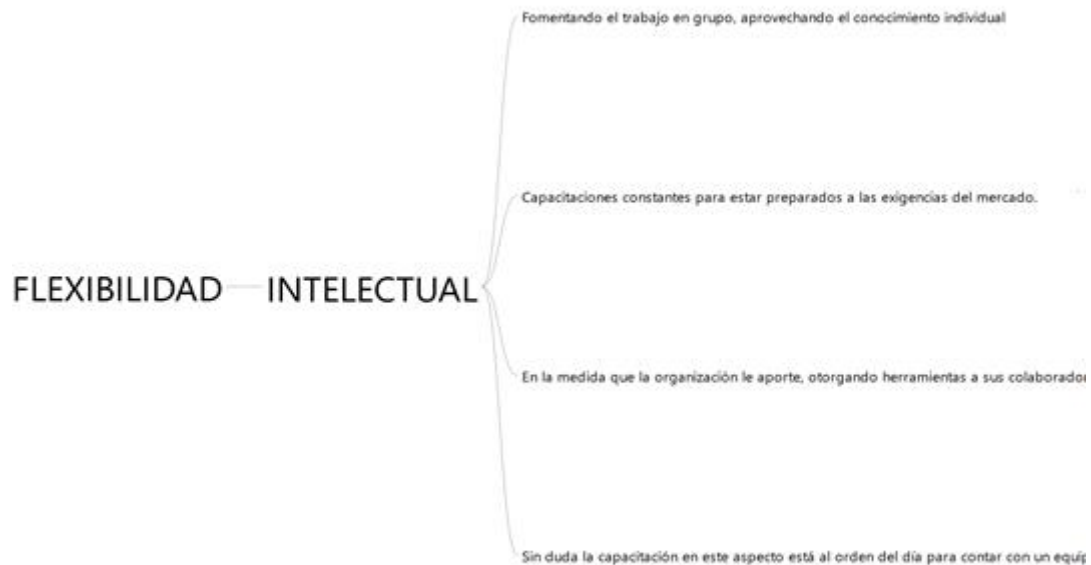 Fomentando el trabajo en grupo, aprovechando el conocimiento individual
Capacitaciones constantes para estar preparados a las exigencias del mercado.
FLEXIBILIDAD INTELECTUAL
En la medida que la organización le aporte, otorgando herramientas a sus
Sin duda la capacitación en este aspecto está al orden del día para contar con un